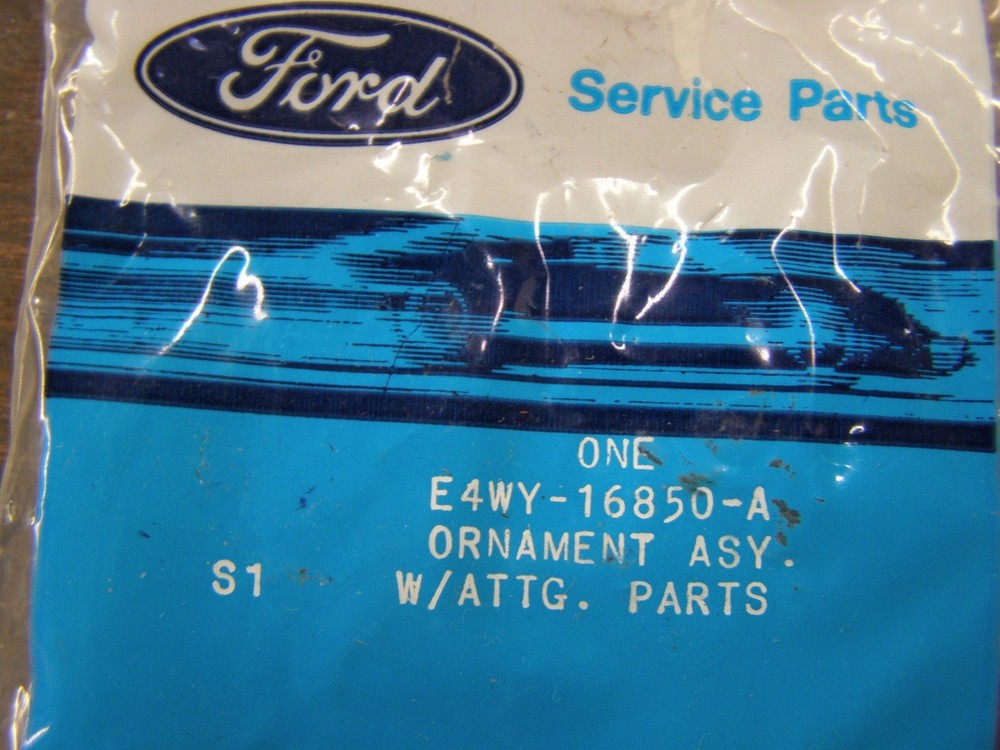 Ford Service Parts
ONE
E4WY-16850-A
ORNAMENT ASY.
S1 W/ATTG. PARTS